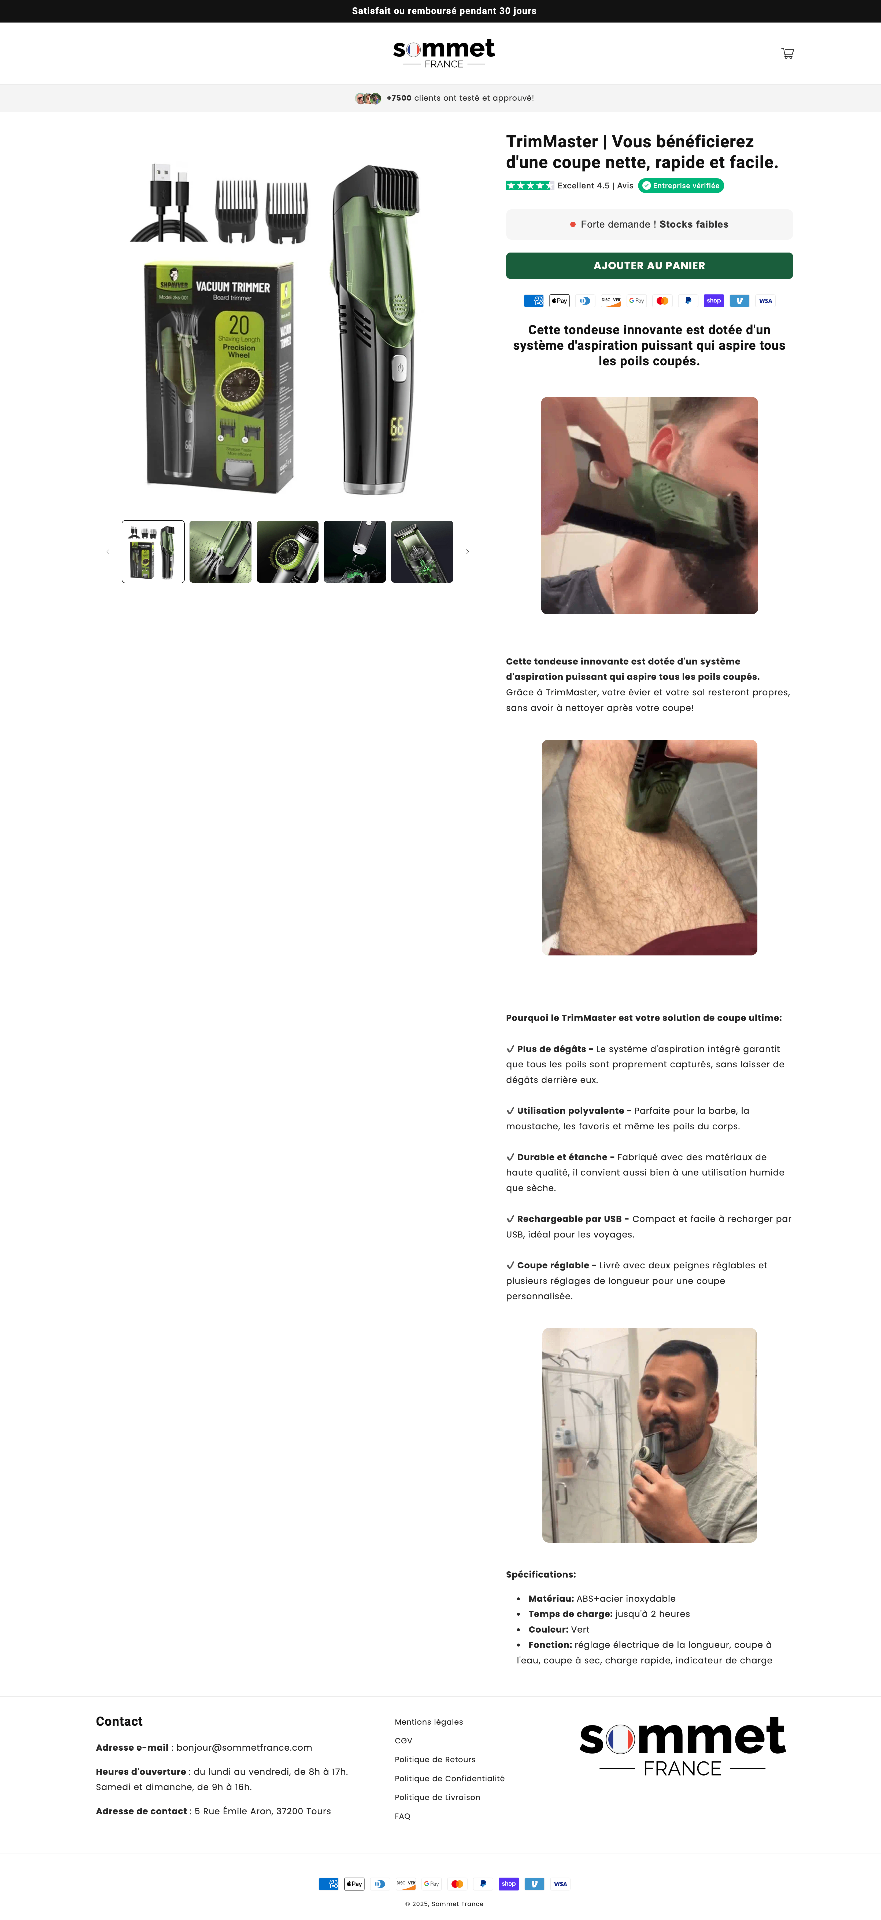 Satisfait ou remboursé pendant 30 jours
sommet
FRANCE
+7500 clients ont testé et approuvé!
TrimMaster | Vous bénéficierez
d'une coupe nette, rapide et facile.
Excellent 4.5 | Avis
Entreprise vérifiée
Forte demande ! Stocks faibles
AJOUTER AU PANIER
Pay
DISCOVER
G Pay
shop
VISA
Cette tondeuse innovante est dotée d'un
système d'aspiration puissant qui aspire tous
les poils coupés.
VACUUM TRIMMER
Beard trimmer
20
Shaving Length
Precision
Wheel
66
Cette tondeuse innovante est dotée d'un système
d'aspiration puissant qui aspire tous les poils coupés.
Grâce à TrimMaster, votre évier et votre sol resteront propres,
sans avoir à nettoyer après votre coupe!
Pourquoi le TrimMaster est votre solution de coupe ultime:
✓ Plus de dégâts - Le système d'aspiration intégré garantit
que tous les poils sont proprement capturés, sans laisser de
dégâts derrière eux.
✓ Utilisation polyvalente - Parfaite pour la barbe, la
moustache, les favoris et même les poils du corps.
✓ Durable et étanche - Fabriqué avec des matériaux de
haute qualité, il convient aussi bien à une utilisation humide
que sèche.
✓ Rechargeable par USB - Compact et facile à recharger par
USB, idéal pour les voyages.
✓ Coupe réglable - Livré avec deux peignes réglables et
plusieurs réglages de longueur pour une coupe
personnalisée.
Spécifications:
• Matériau: ABS+acier inoxydable
• Temps de charge: jusqu'à 2 heures
• Couleur: Vert
• Fonction: réglage électrique de la longueur, coupe à
l'eau, coupe à sec, charge rapide, indicateur de charge
Contact
Adresse e-mail : bonjour@sommetfrance.com
Heures d'ouverture : du lundi au vendredi, de 8h à 17h.
Samedi et dimanche, de 9h à 16h.
Adresse de contact : 5 Rue Émile Aron, 37200 Tours
Mentions légales
CGV
Politique de Retours
Politique de Confidentialité
Politique de Livraison
FAQ
sommet
FRANCE
Pay
DISCOVER
G Pay
shop
VISA
© 2025, Sommet France